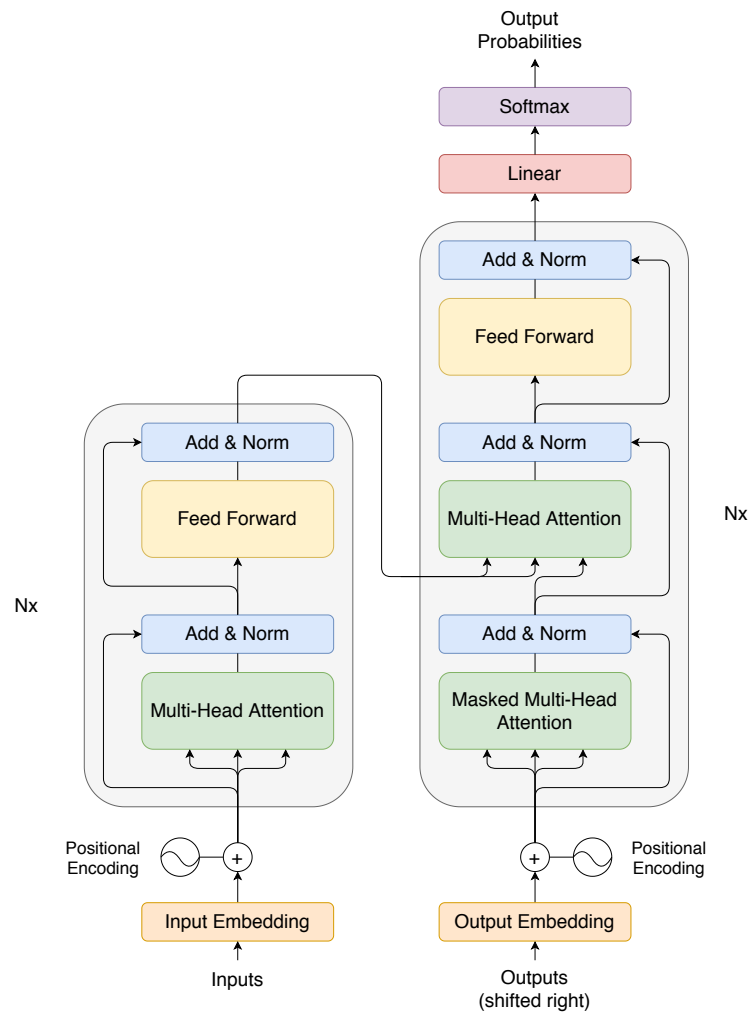 Output
Probabilities
Softmax
Linear
Add & Norm
Feed Forward
Add & Norm
Multi-Head Attention
Add & Norm
Masked Multi-Head
Attention
Nx
Positional
Encoding
+
Output Embedding
Outputs
(shifted right)
Add & Norm
Feed Forward
Add & Norm
Multi-Head Attention
Nx
Positional
Encoding
+
Input Embedding
Inputs